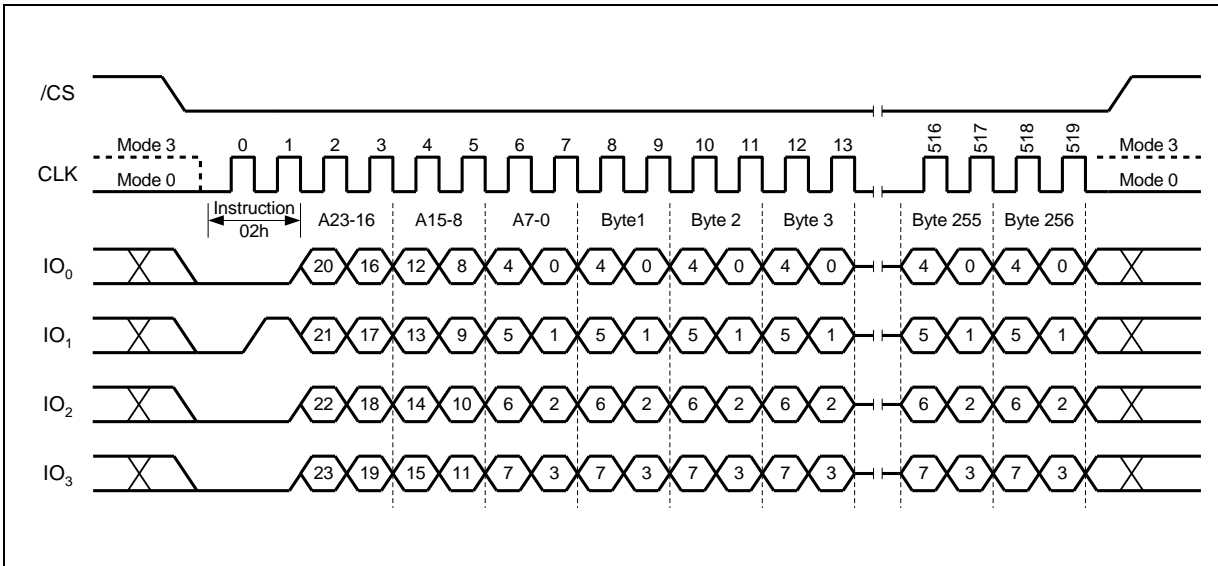 /CS
Mode 3 0 1 2 3 4 5 6 7 8 9 10 11 12 13 516 517 518 519 Mode 3
CLK
Mode 0 Mode 0
Instruction
02h A23-16 A15-8 A7-0 Byte1 Byte 2 Byte 3 Byte 255 Byte 256
IO0 20 16 12 8 4 0 4 0 4 0 4 0 4 0 4 0
IO1 21 17 13 9 5 1 5 1 5 1 5 1 5 1 5 1
IO2 22 18 14 10 6 2 6 2 6 2 6 2 6 2 6 2
IO3 23 19 15 11 7 3 7 3 7 3 7 3 7 3 7 3